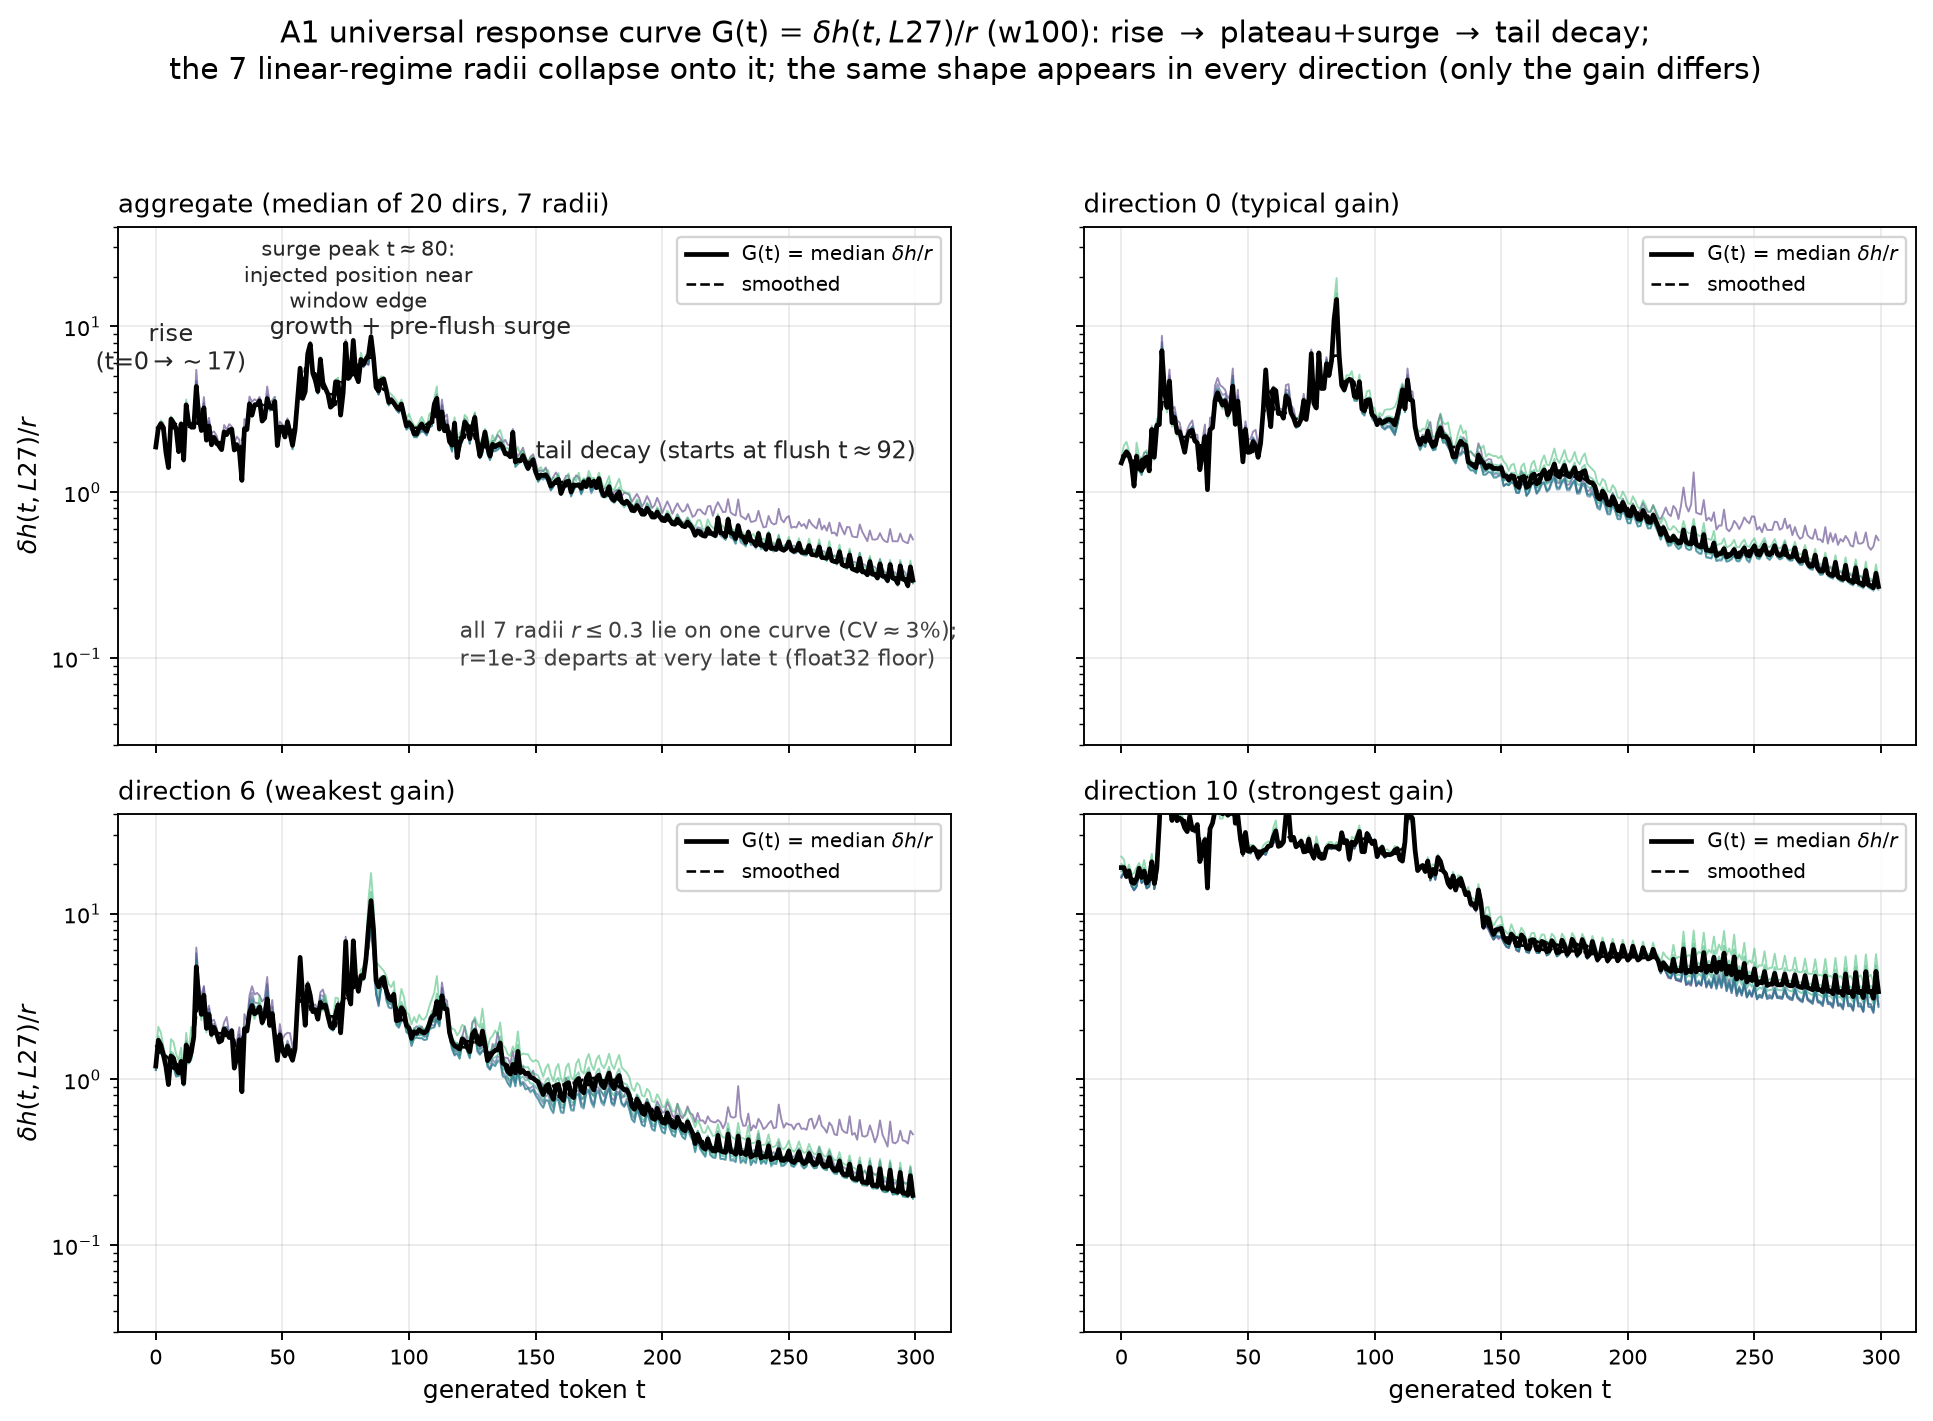 A1 universal response curve G(t) = δh(t, L27)/r (w100): rise → plateau+surge → tail decay;
the 7 linear-regime radii collapse onto it; the same shape appears in every direction (only the gain differs)
aggregate (median of 20 dirs, 7 radii)
surge peak t ≈ 80:
injected position near
window edge
growth + pre-flush surge
rise
(t=0 → ~17)
G(t) = median δh/r
smoothed
tail decay (starts at flush t ≈ 92)
all 7 radii r ≤ 0.3 lie on one curve (CV ≈ 3%);
r=1e-3 departs at very late t (float32 floor)
10¹
10⁰
10⁻¹
δh(t, L27)/r
direction 0 (typical gain)
G(t) = median δh/r
smoothed
direction 6 (weakest gain)
G(t) = median δh/r
smoothed
10¹
10⁰
10⁻¹
δh(t, L27)/r
0 50 100 150 200 250 300
generated token t
direction 10 (strongest gain)
G(t) = median δh/r
smoothed
0 50 100 150 200 250 300
generated token t